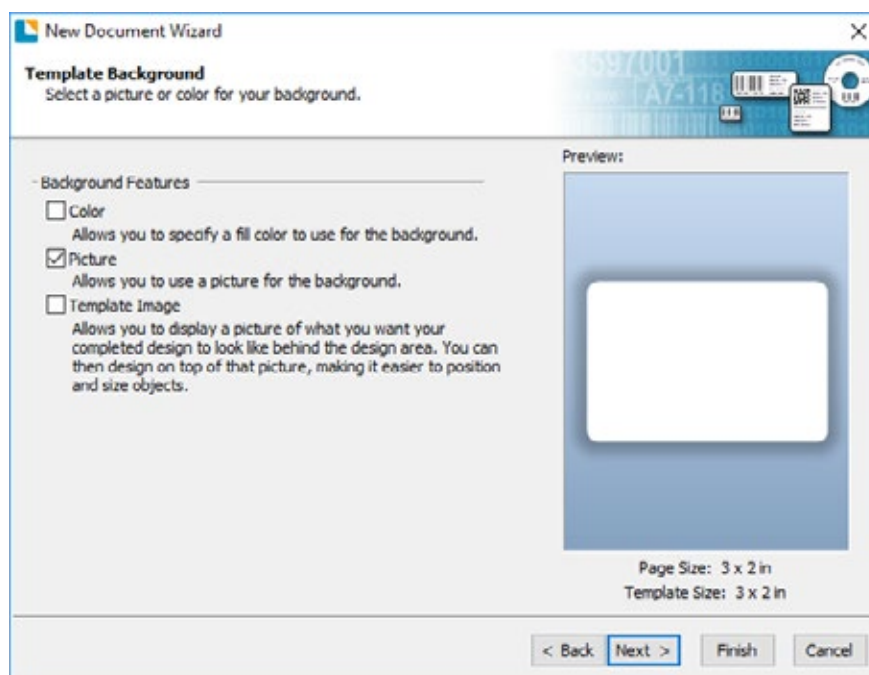 New Document Wizard
Template Background
Select a picture or color for your background.
3597001
A7-118
Preview:
Background Features
Color
Allows you to specify a fill color to use for the background.
Picture
Allows you to use a picture for the background.
Template Image
Allows you to display a picture of what you want your
completed design to look like behind the design area. You can
then design on top of that picture, making it easier to position
and size objects.
Page Size: 3 x 2 in
Template Size: 3 x 2 in
< Back
Next >
Finish
Cancel